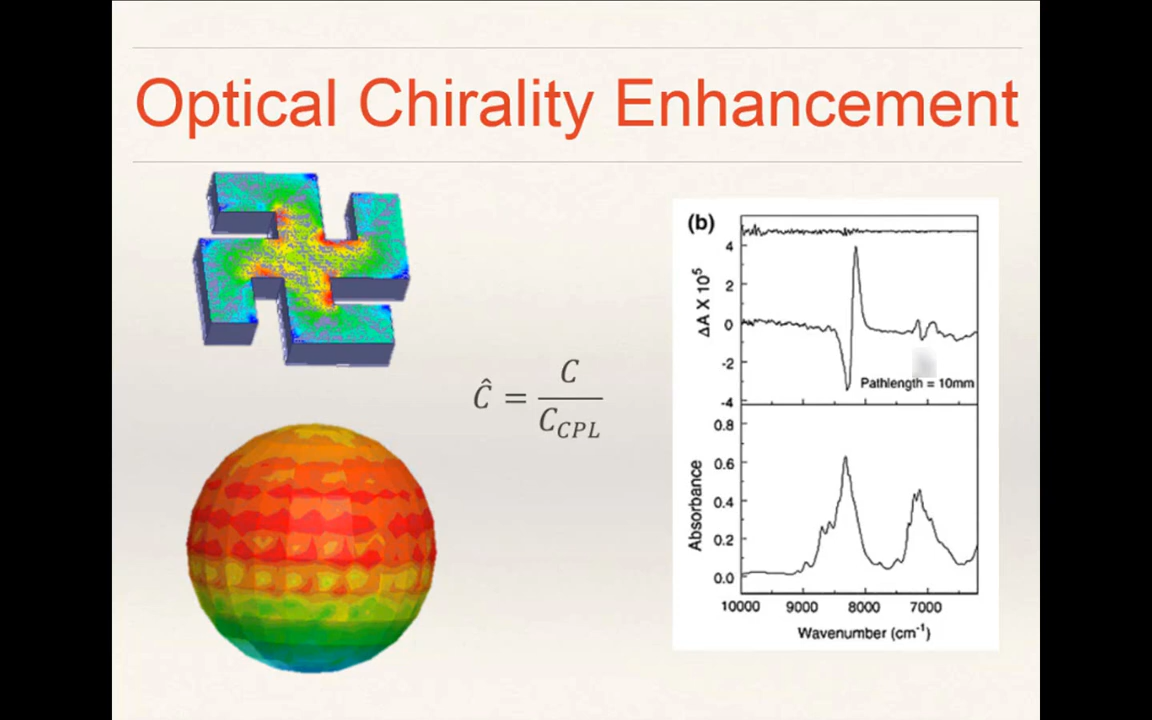 Optical Chirality Enhancement
Ĉ = C / C_CPL
(b)
ΔA X 10⁵
4
2
0
-2
-4
Pathlength = 10mm
Absorbance
0.8
0.6
0.4
0.2
0.0
10000 9000 8000 7000
Wavenumber (cm⁻¹)